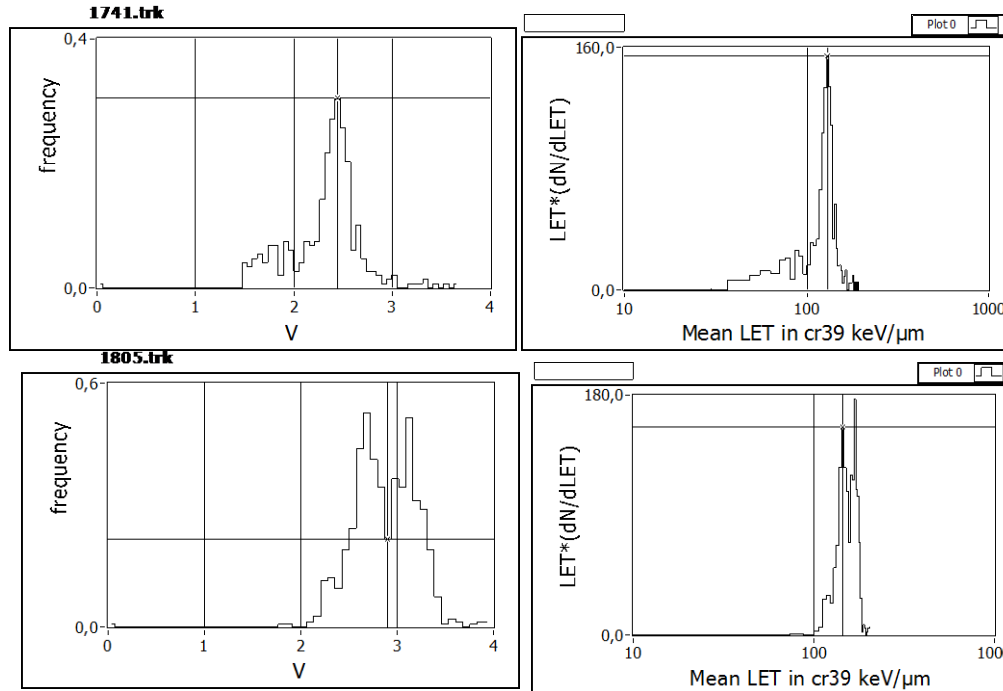 1741.trk
0,4
frequency
0,0
0
1
2
3
4
V
Plot 0
160,0
LET*(dN/dLET)
0,0
10
100
1000
Mean LET in cr39 keV/µm
1805.trk
0,6
frequency
0,0
0
1
2
3
4
V
Plot 0
180,0
LET*(dN/dLET)
0,0
10
100
100
Mean LET in cr39 keV/µm